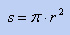 s = π · r²